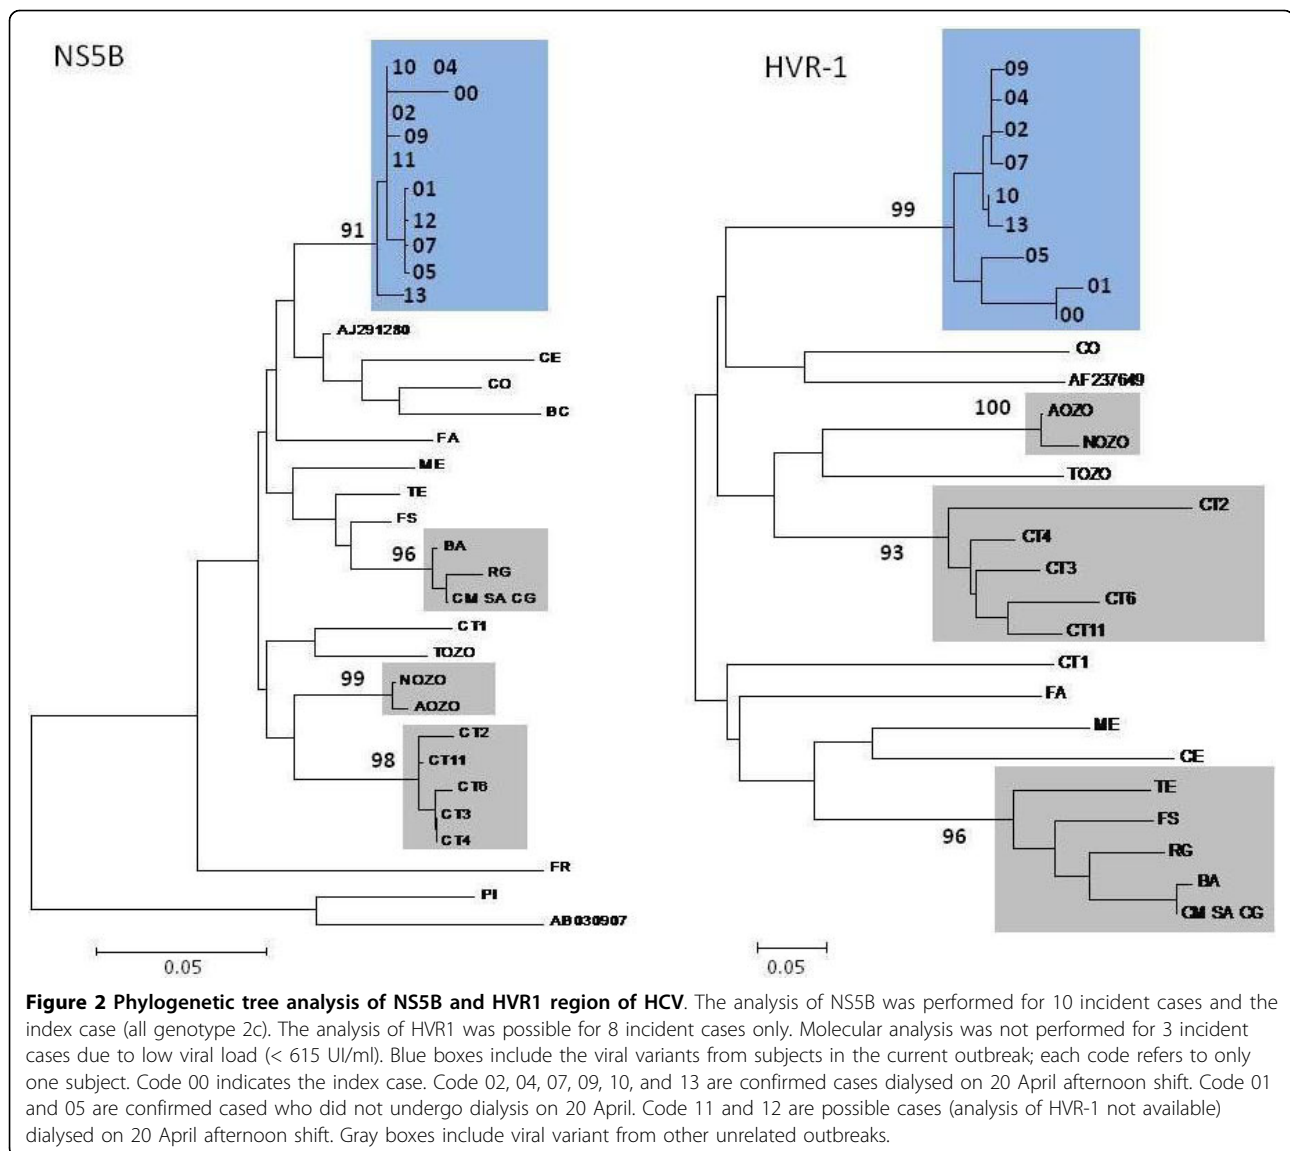 NS5B
10 04
00
02
09
11
01
12
07
05
13
91
AJ291280
CE
CO
BC
FA
ME
TE
FS
96
BA
RG
CM SA CG
CT1
TOZO
99
NOZO
AOZO
98
CT2
CT11
CT6
CT3
CT4
FR
PI
AB030907
0.05
HVR-1
09
04
02
07
10
13
99
05
01
00
CO
AF237649
100
AOZO
NOZO
TOZO
93
CT2
CT4
CT3
CT6
CT11
CT1
FA
ME
CE
96
TE
FS
RG
BA
CM SA CG
0.05
Figure 2 Phylogenetic tree analysis of NS5B and HVR1 region of HCV. The analysis of NS5B was performed for 10 incident cases and the
index case (all genotype 2c). The analysis of HVR1 was possible for 8 incident cases only. Molecular analysis was not performed for 3 incident
cases due to low viral load (< 615 UI/ml). Blue boxes include the viral variants from subjects in the current outbreak; each code refers to only
one subject. Code 00 indicates the index case. Code 02, 04, 07, 09, 10, and 13 are confirmed cases dialysed on 20 April afternoon shift. Code 01
and 05 are confirmed cased who did not undergo dialysis on 20 April. Code 11 and 12 are possible cases (analysis of HVR-1 not available)
dialysed on 20 April afternoon shift. Gray boxes include viral variant from other unrelated outbreaks.